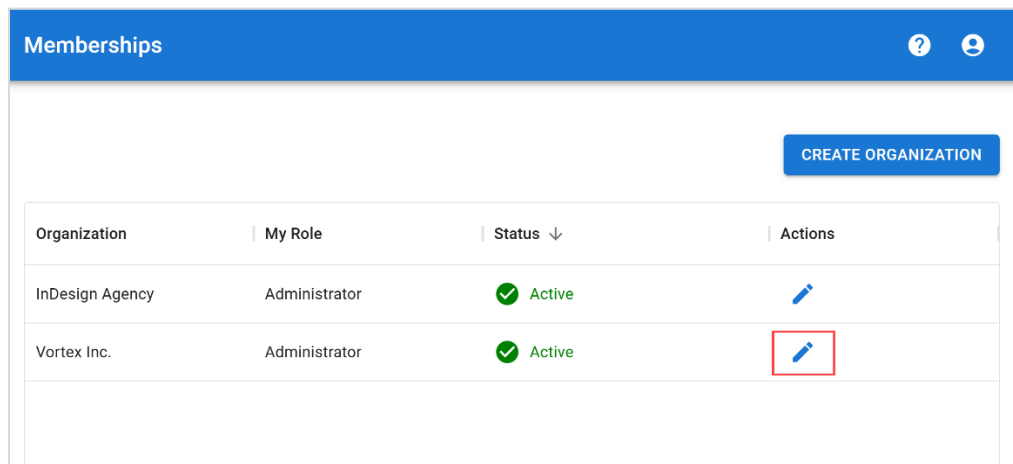 Memberships
CREATE ORGANIZATION
Organization My Role Status Actions
InDesign Agency Administrator Active
Vortex Inc. Administrator Active